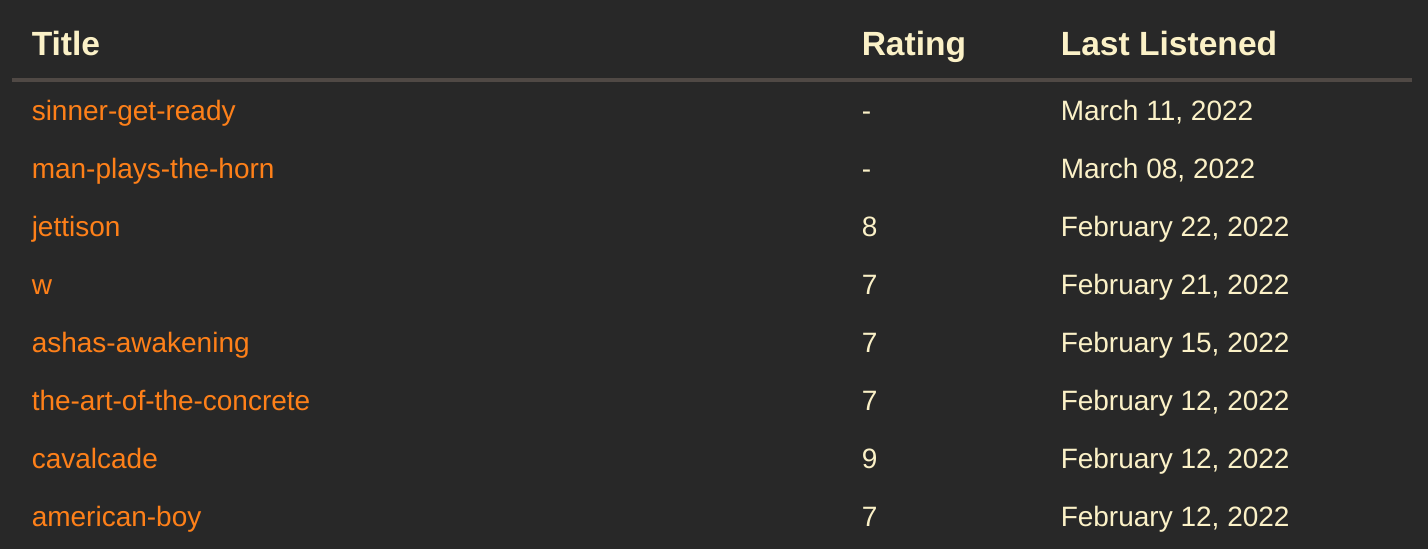 Title Rating Last Listened
sinner-get-ready - March 11, 2022
man-plays-the-horn - March 08, 2022
jettison 8 February 22, 2022
w 7 February 21, 2022
ashas-awakening 7 February 15, 2022
the-art-of-the-concrete 7 February 12, 2022
cavalcade 9 February 12, 2022
american-boy 7 February 12, 2022